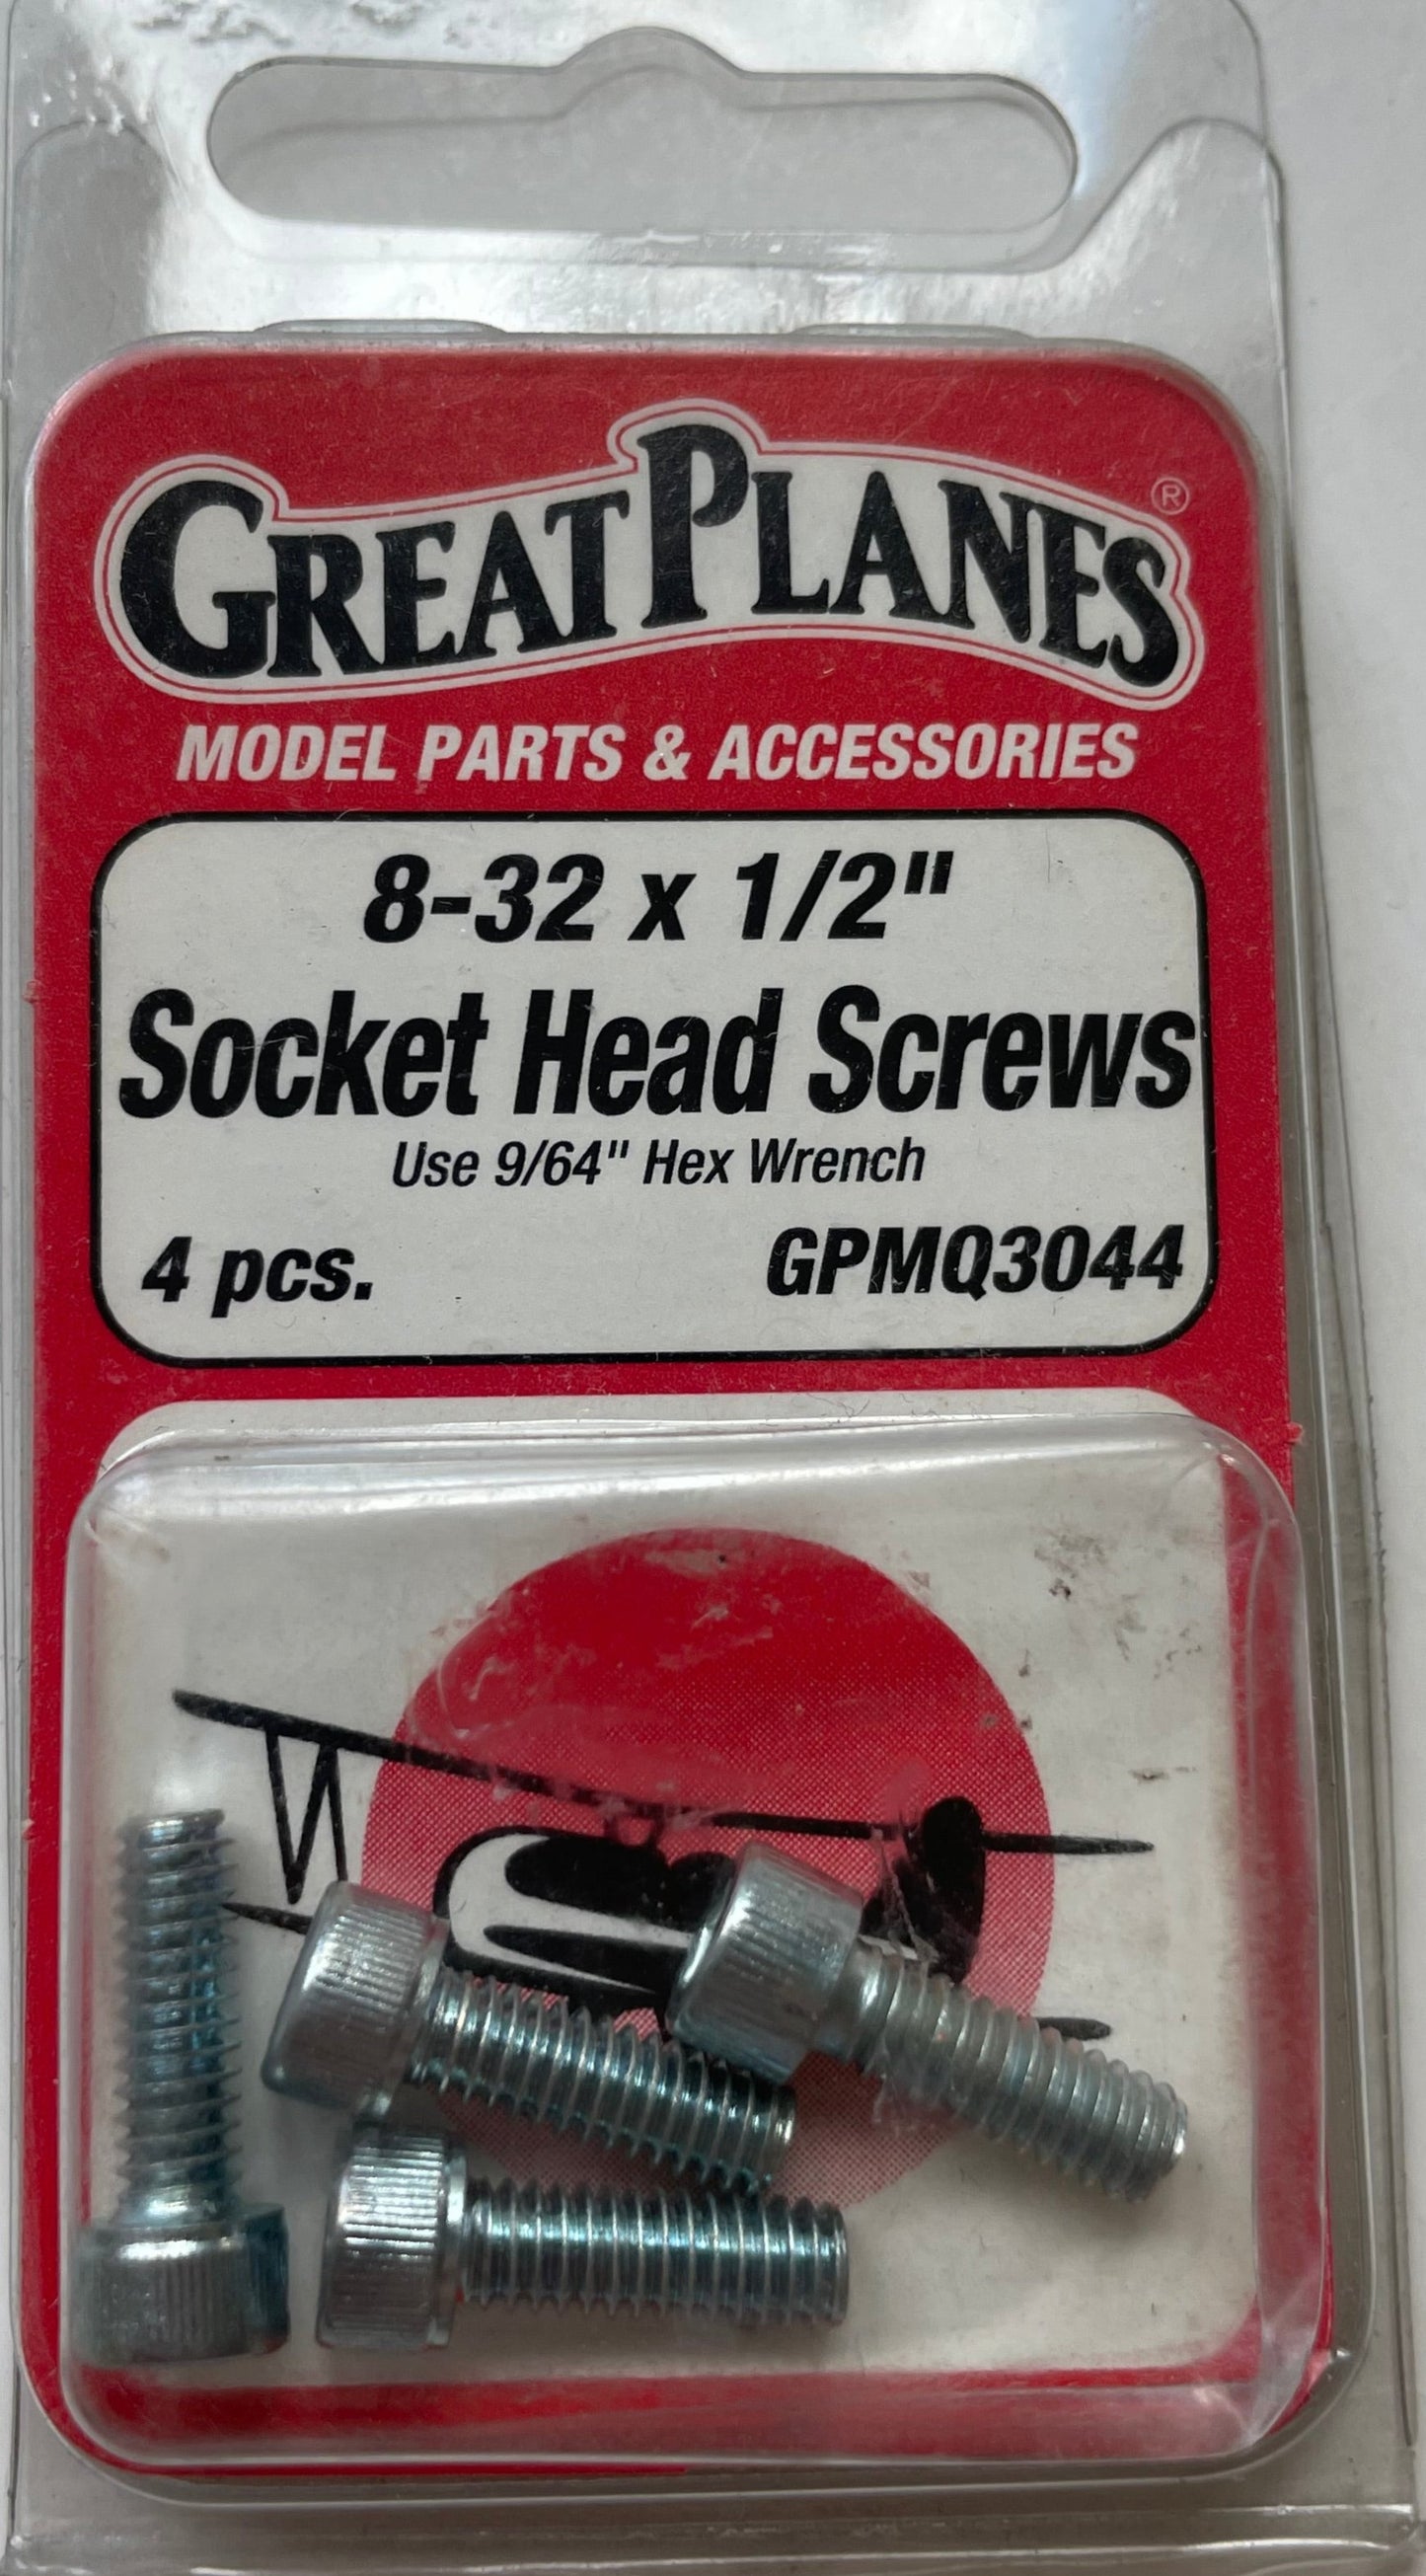 GREAT PLANES®
MODEL PARTS & ACCESSORIES
8-32 x 1/2"
Socket Head Screws
Use 9/64" Hex Wrench
4 pcs. GPMQ3044